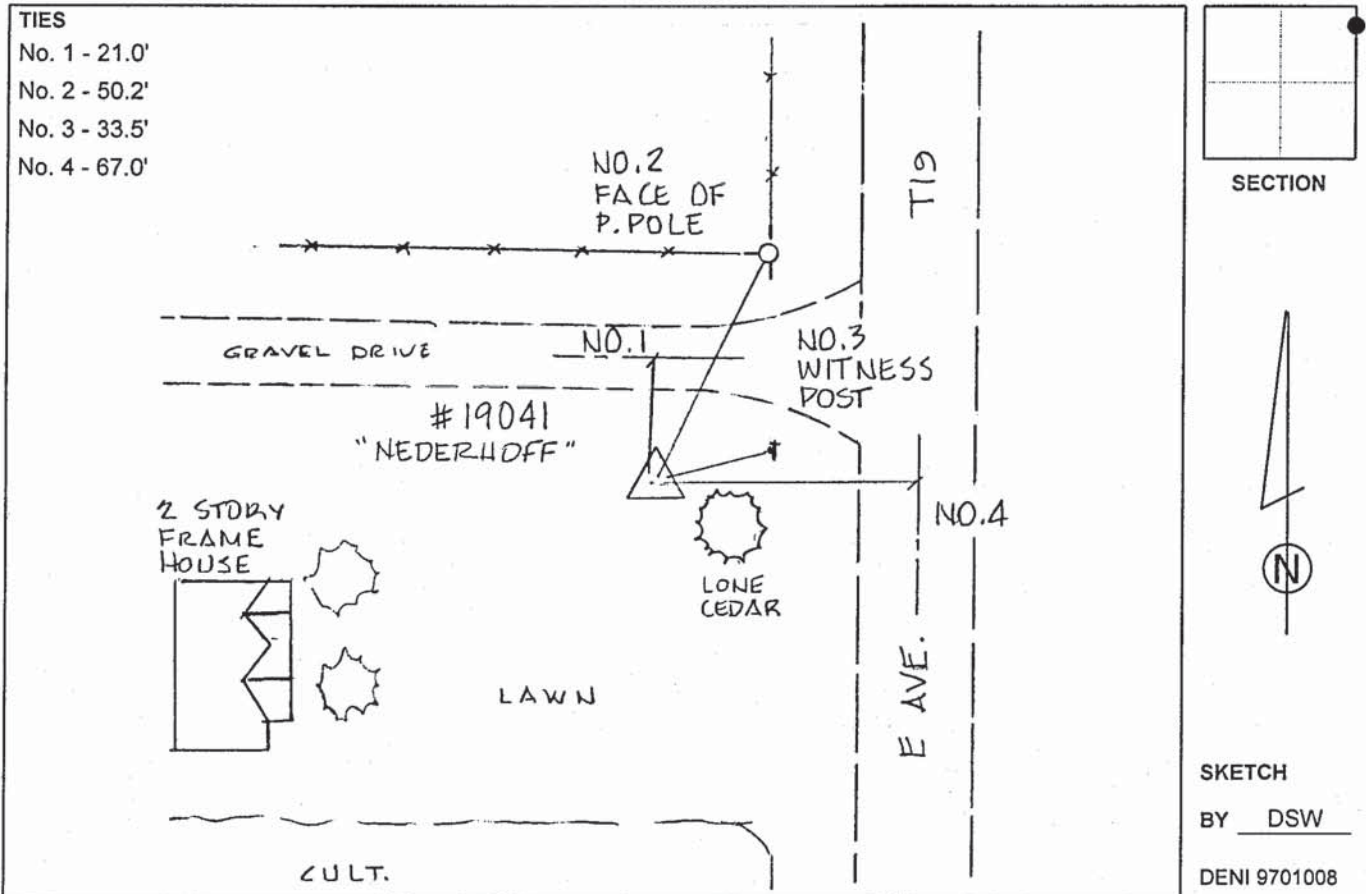 TIES
No. 1 - 21.0'
No. 2 - 50.2'
No. 3 - 33.5'
No. 4 - 67.0'
NO.2
FACE OF
P. POLE
T19
SECTION
GRAVEL DRIVE
NO.1
NO.3
WITNESS
POST
#19041
"NEDERHOFF"
2 STORY
FRAME
HOUSE
NO.4
LONE
CEDAR
N
E AVE.
LAWN
CULT.
SKETCH
BY DSW
DENI 9701008